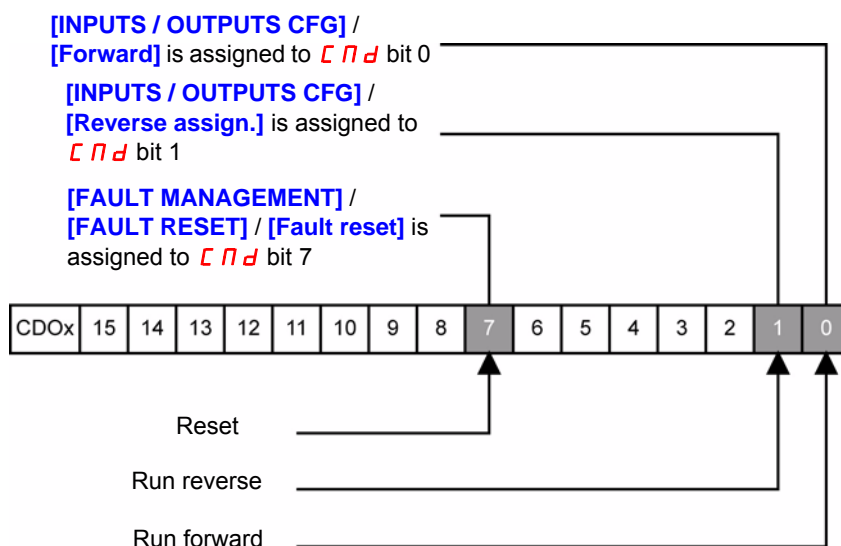 [INPUTS / OUTPUTS CFG] /
[Forward] is assigned to CMd bit 0
[INPUTS / OUTPUTS CFG] /
[Reverse assign.] is assigned to
CMd bit 1
[FAULT MANAGEMENT] /
[FAULT RESET] / [Fault reset] is
assigned to CMd bit 7
CDOx 15 14 13 12 11 10 9 8 7 6 5 4 3 2 1 0
Reset
Run reverse
Run forward